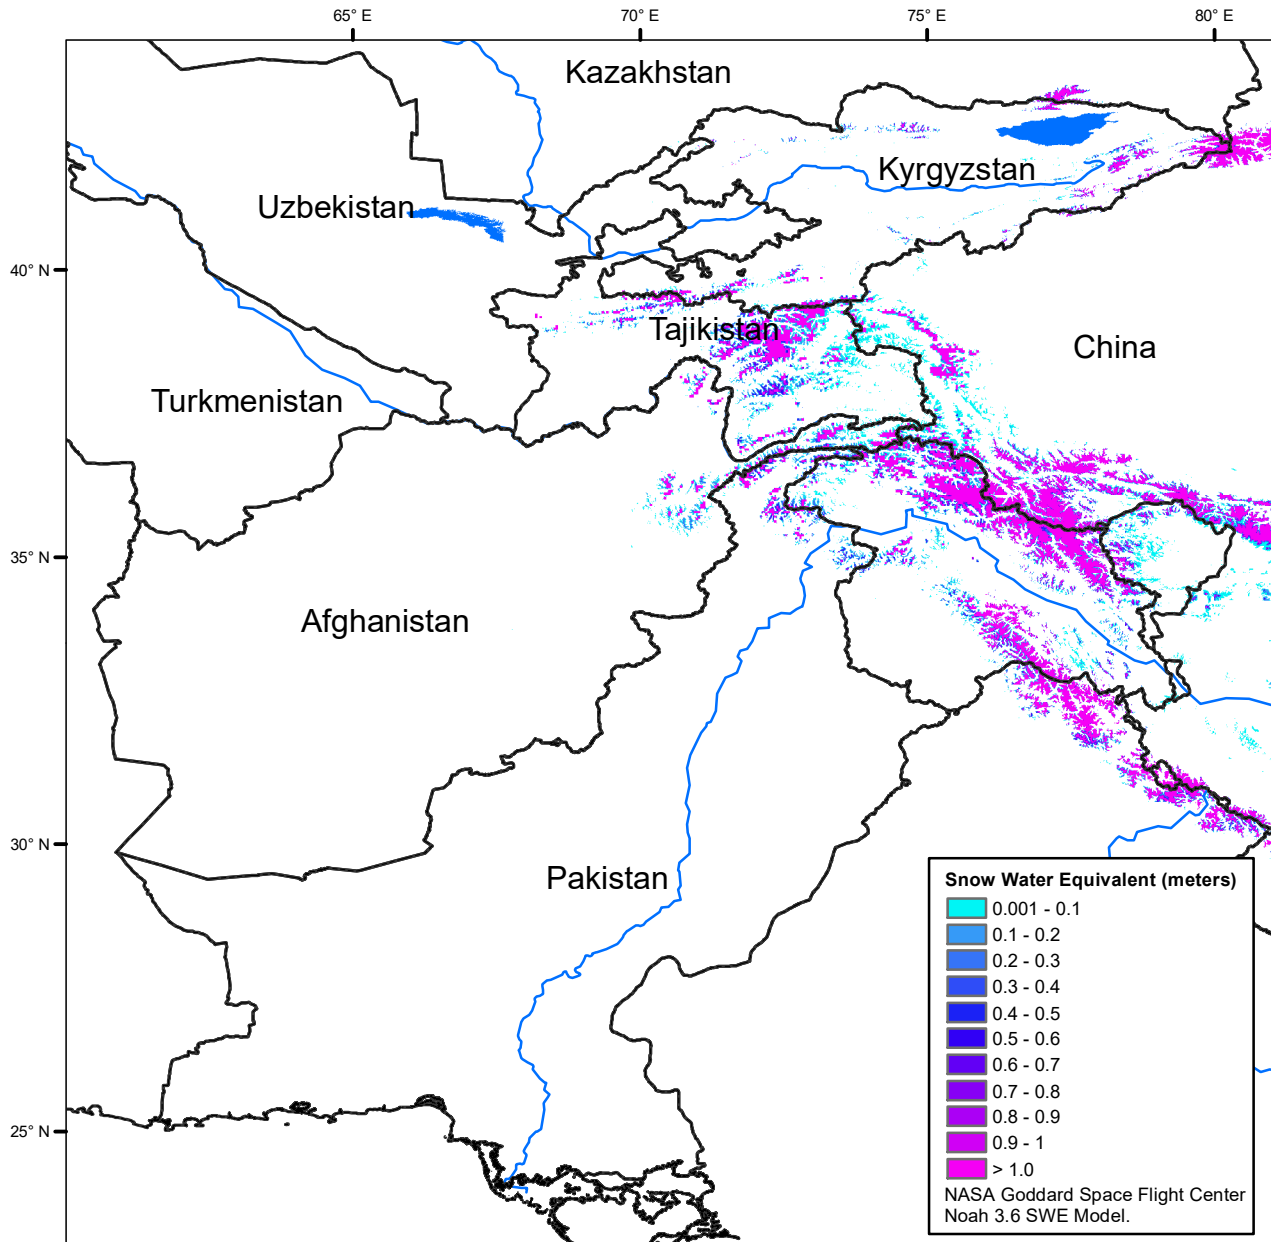 65° E
70° E
75° E
80° E
Kazakhstan
Kyrgyzstan
Uzbekistan
40° N
Tajikistan
China
Turkmenistan
35° N
Afghanistan
30° N
Pakistan
25° N
Snow Water Equivalent (meters)
0.001 - 0.1
0.1 - 0.2
0.2 - 0.3
0.3 - 0.4
0.4 - 0.5
0.5 - 0.6
0.6 - 0.7
0.7 - 0.8
0.8 - 0.9
0.9 - 1
> 1.0
NASA Goddard Space Flight Center
Noah 3.6 SWE Model.